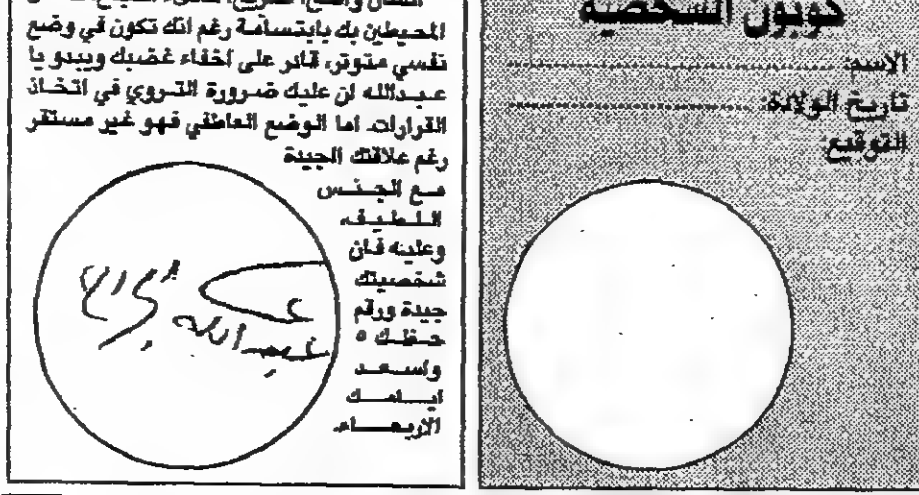 كوبون الشخصية
الاسم:
تاريخ الولادة:
التوقيع:
المحيطين بك بابتسامة رغم انك تكون في وضع
نفسي متوتر، قادر على اخفاء غضبك ويبدو يا
عبدالله ان عليك ضرورة التروي في اتخاذ
القرارات. اما الوضع العاطفي فهو غير مستقر
رغم علاقتك الجيدة
مع الجنس
اللطيف،
وعليه فان
شخصيتك
جيدة ورقم
حظك ٥
واسعد
ايامك
الاربعاء.
عبدالله